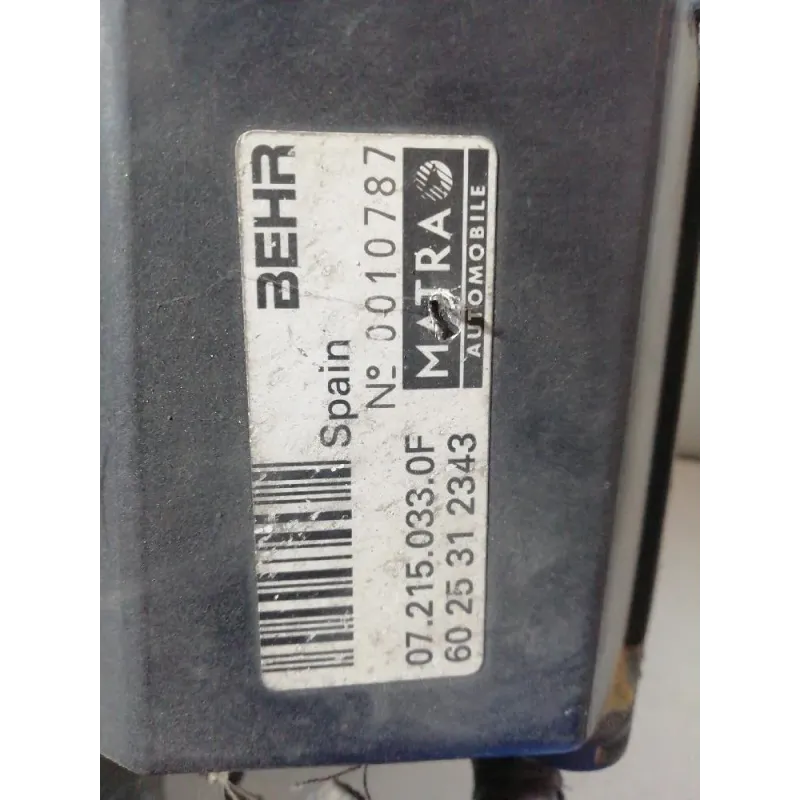 BEHR
Spain
Nº 0010787
MATRA
AUTOMOBILE
07.215.033.0F
60 25 31 2343